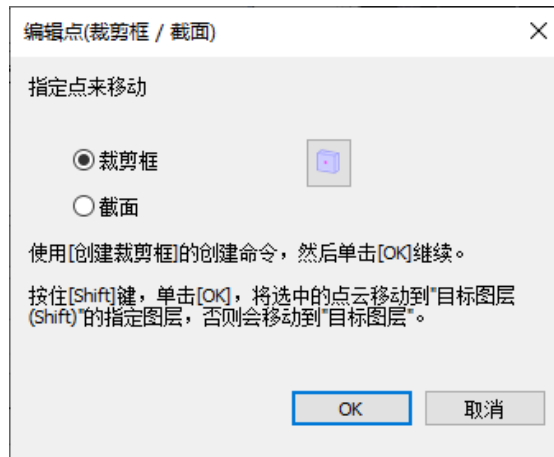 编辑点(裁剪框 / 截面)
指定点来移动
裁剪框
截面
使用[创建裁剪框]的创建命令，然后单击[OK]继续。
按住[Shift]键，单击[OK]，将选中的点云移动到"目标图层
(Shift)"的指定图层，否则会移动到"目标图层"。
OK
取消